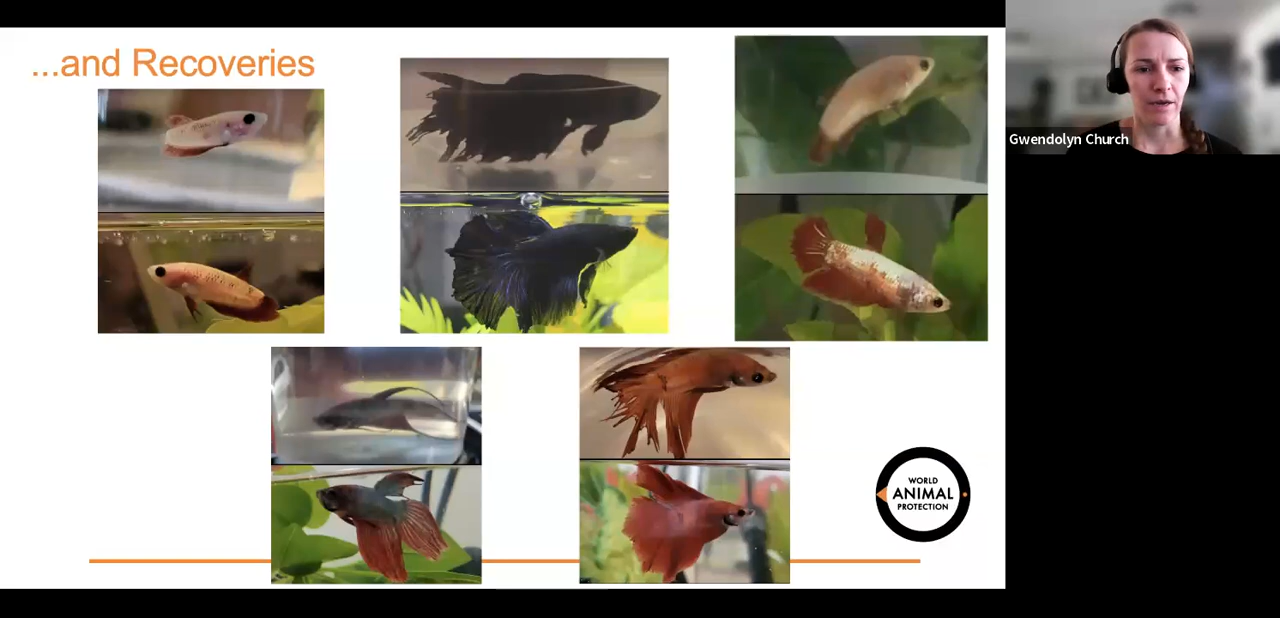 ...and Recoveries
Gwendolyn Church
WORLD
ANIMAL
PROTECTION